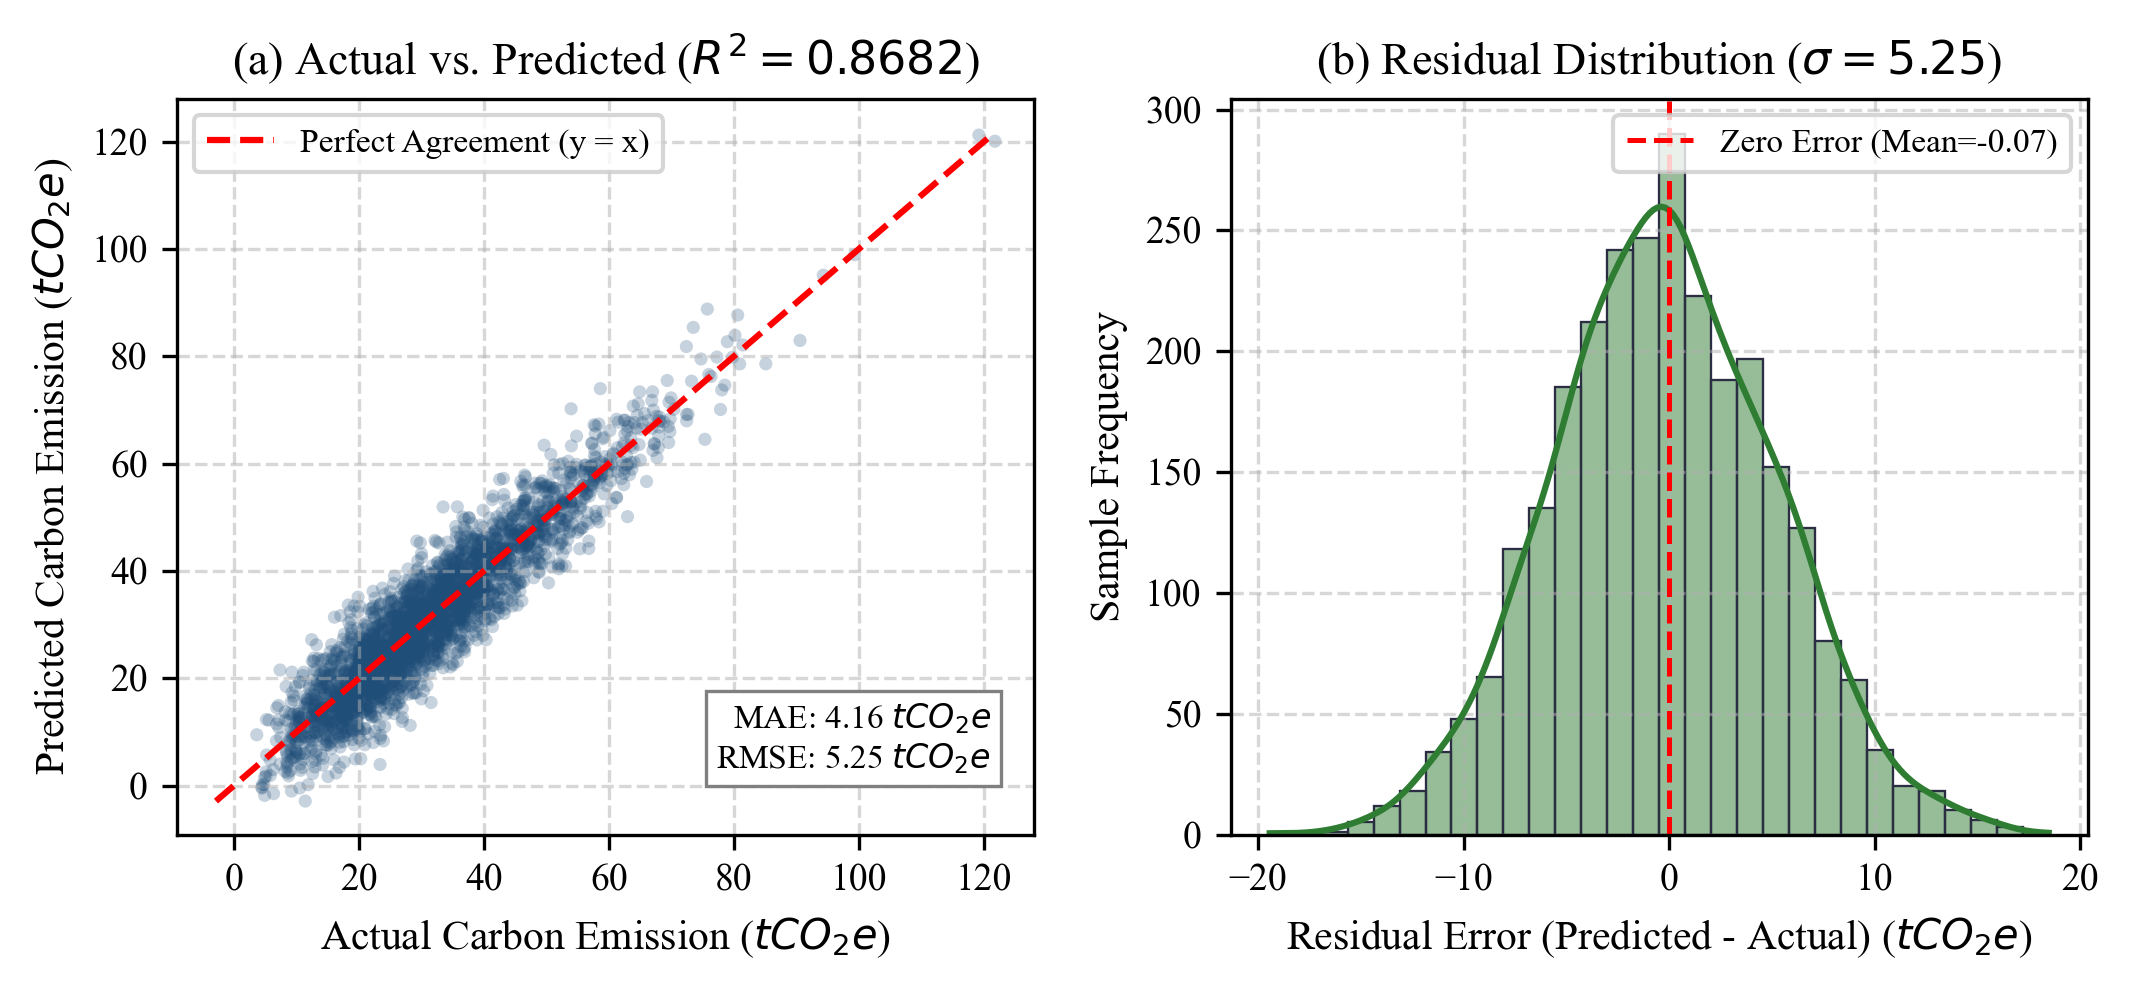 (a) Actual vs. Predicted (R² = 0.8682)
Perfect Agreement (y = x)
120
100
80
60
40
20
0
Predicted Carbon Emission (tCO₂e)
MAE: 4.16 tCO₂e
RMSE: 5.25 tCO₂e
0 20 40 60 80 100 120
Actual Carbon Emission (tCO₂e)
(b) Residual Distribution (σ = 5.25)
Zero Error (Mean=-0.07)
300
250
200
150
100
50
0
Sample Frequency
−20 −10 0 10 20
Residual Error (Predicted - Actual) (tCO₂e)